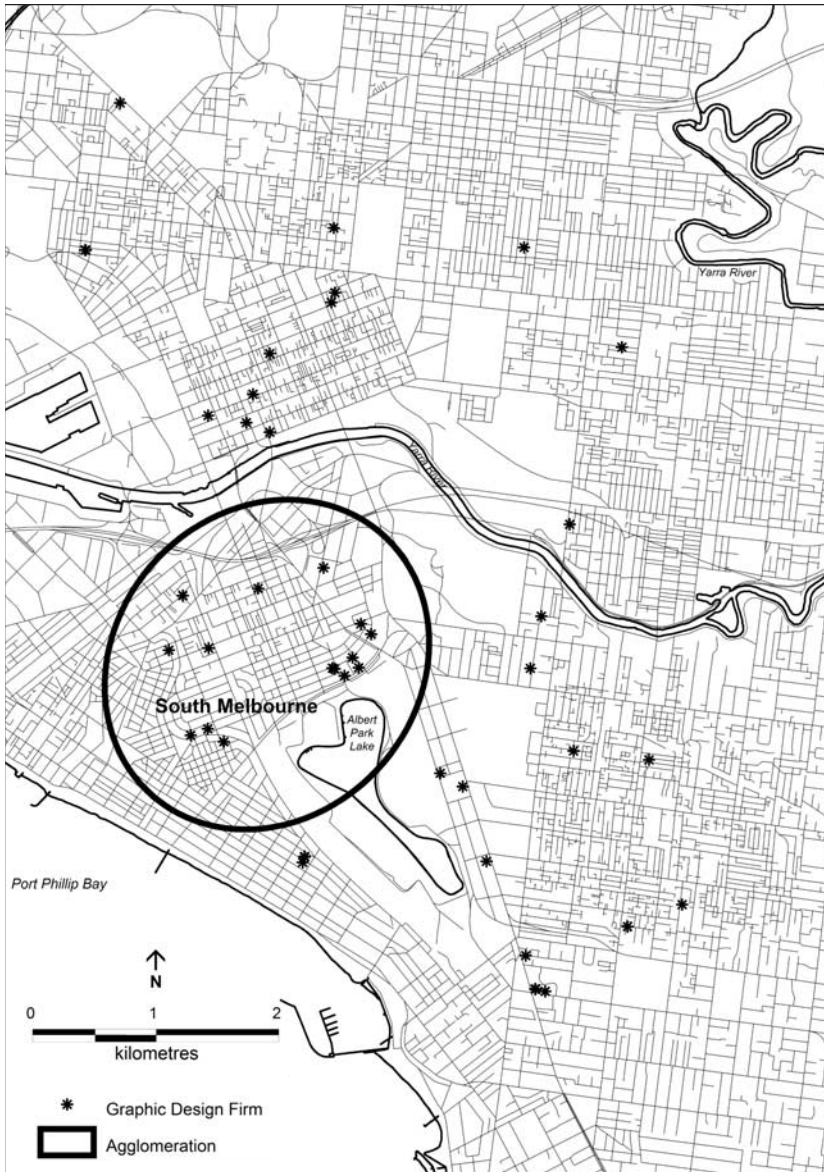 Yarra River
Yarra River
South Melbourne
Albert
Park
Lake
Port Phillip Bay
N
0 1 2
kilometres
Graphic Design Firm
Agglomeration